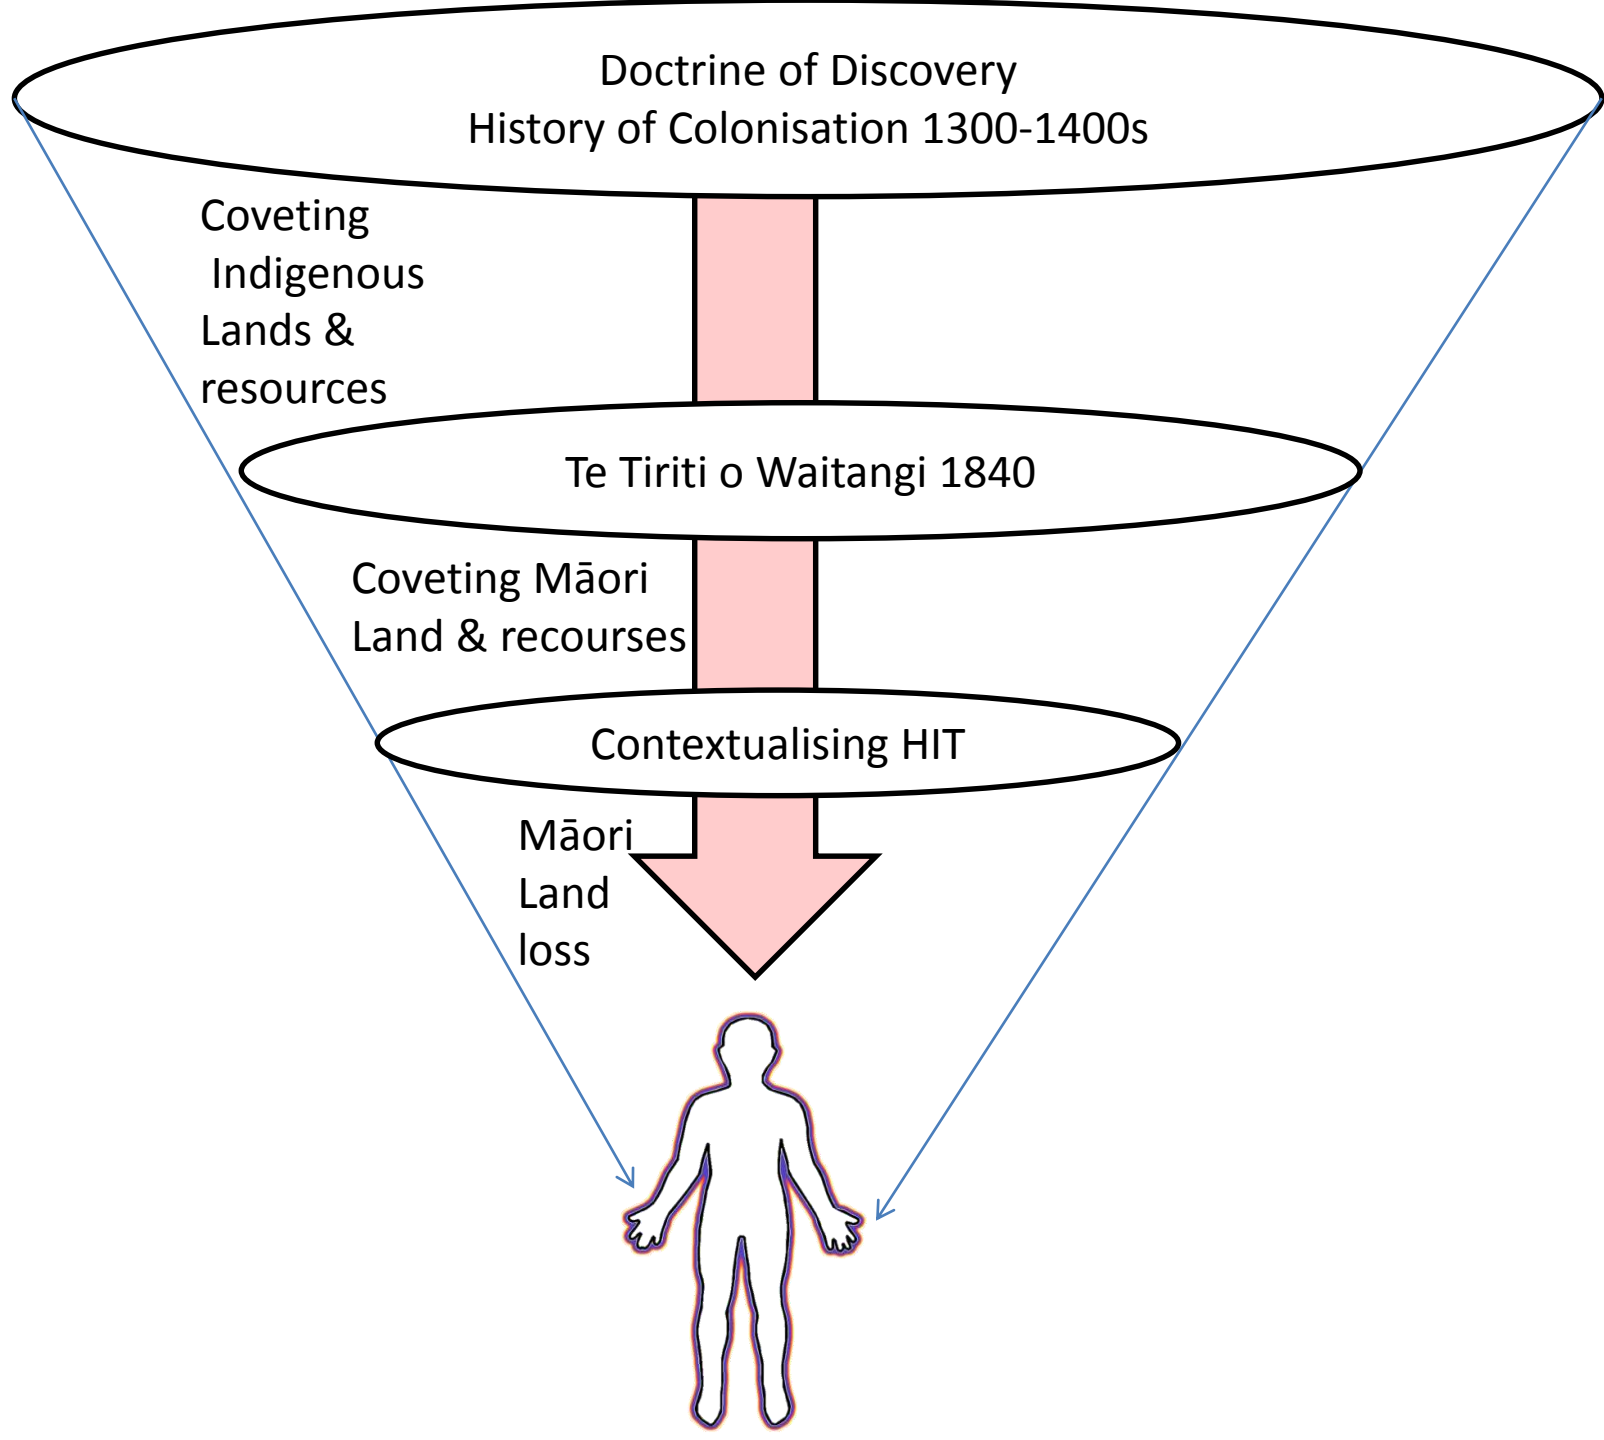 Doctrine of Discovery
History of Colonisation 1300-1400s
Coveting
Indigenous
Lands &
resources
Te Tiriti o Waitangi 1840
Coveting Māori
Land & recourses
Contextualising HIT
Māori
Land
loss